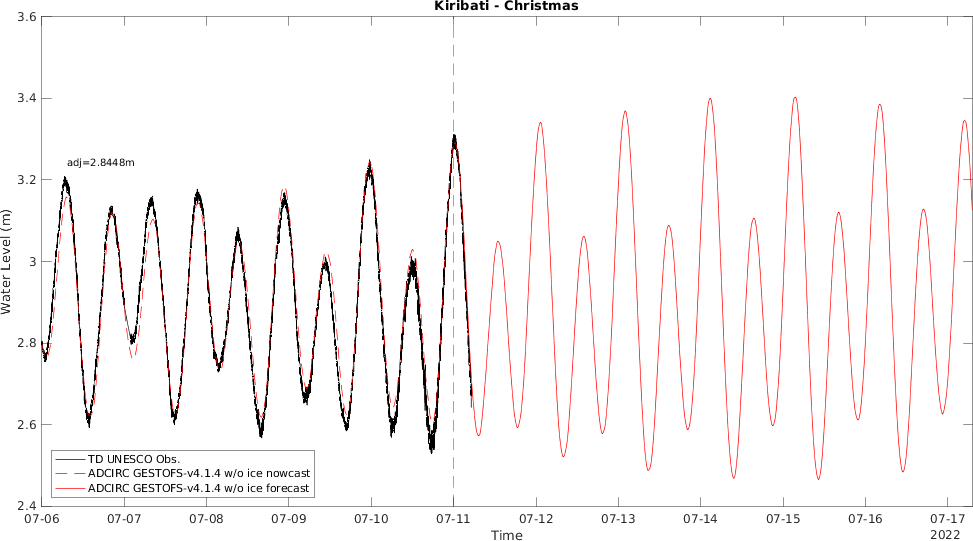 Kiribati - Christmas
3.6
3.4
3.2
3
2.8
2.6
2.4
Water Level (m)
adj=2.8448m
TD UNESCO Obs.
ADCIRC GESTOFS-v4.1.4 w/o ice nowcast
ADCIRC GESTOFS-v4.1.4 w/o ice forecast
07-06 07-07 07-08 07-09 07-10 07-11 07-12 07-13 07-14 07-15 07-16 07-17
2022
Time